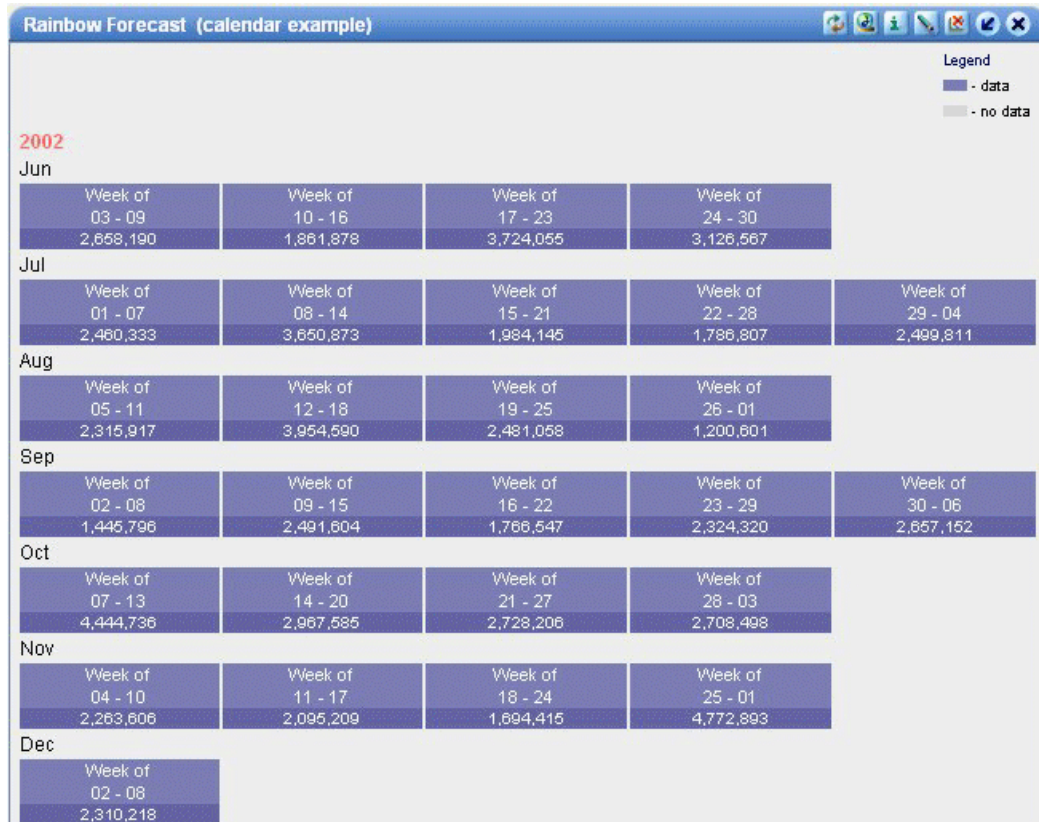 Rainbow Forecast (calendar example)
Legend
- data
- no data
2002
Jun
Week of Week of Week of Week of
03 - 09 10 - 16 17 - 23 24 - 30
2,658,190 1,861,878 3,724,055 3,126,567
Jul
Week of Week of Week of Week of Week of
01 - 07 08 - 14 15 - 21 22 - 28 29 - 04
2,460,333 3,650,873 1,984,145 1,786,807 2,499,811
Aug
Week of Week of Week of Week of
05 - 11 12 - 18 19 - 25 26 - 01
2,315,917 3,954,590 2,481,058 1,200,601
Sep
Week of Week of Week of Week of Week of
02 - 08 09 - 15 16 - 22 23 - 29 30 - 06
1,445,796 2,491,604 1,766,547 2,324,320 2,657,152
Oct
Week of Week of Week of Week of
07 - 13 14 - 20 21 - 27 28 - 03
4,444,736 2,967,585 2,728,206 2,708,498
Nov
Week of Week of Week of Week of
04 - 10 11 - 17 18 - 24 25 - 01
2,263,606 2,095,209 1,694,415 4,772,893
Dec
Week of
02 - 08
2,310,218